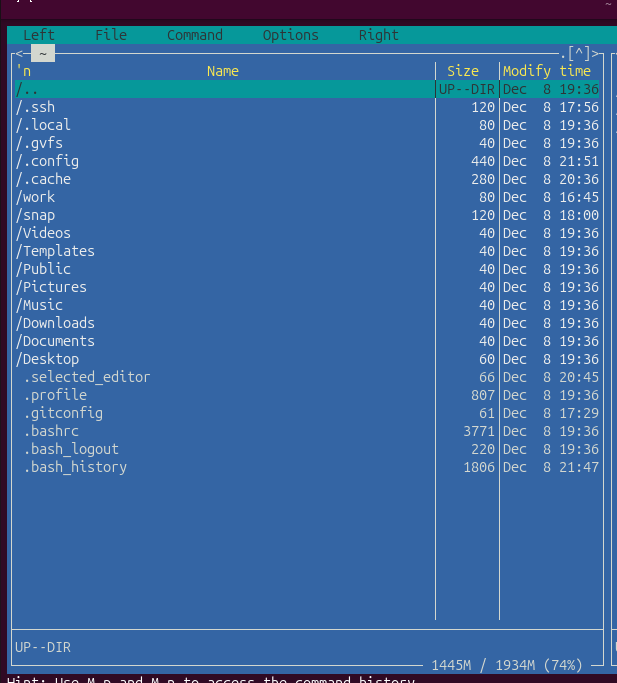 Left File Command Options Right
<─ ~ .[^]>
'n Name Size Modify time
/.. UP--DIR Dec 8 19:36
/.ssh 120 Dec 8 17:56
/.local 80 Dec 8 19:36
/.gvfs 40 Dec 8 19:36
/.config 440 Dec 8 21:51
/.cache 280 Dec 8 20:36
/work 80 Dec 8 16:45
/snap 120 Dec 8 18:00
/Videos 40 Dec 8 19:36
/Templates 40 Dec 8 19:36
/Public 40 Dec 8 19:36
/Pictures 40 Dec 8 19:36
/Music 40 Dec 8 19:36
/Downloads 40 Dec 8 19:36
/Documents 40 Dec 8 19:36
/Desktop 60 Dec 8 19:36
.selected_editor 66 Dec 8 20:45
.profile 807 Dec 8 19:36
.gitconfig 61 Dec 8 17:29
.bashrc 3771 Dec 8 19:36
.bash_logout 220 Dec 8 19:36
.bash_history 1806 Dec 8 21:47
UP--DIR
1445M / 1934M (74%)
Hint: Use M-p and M-n to access the command history